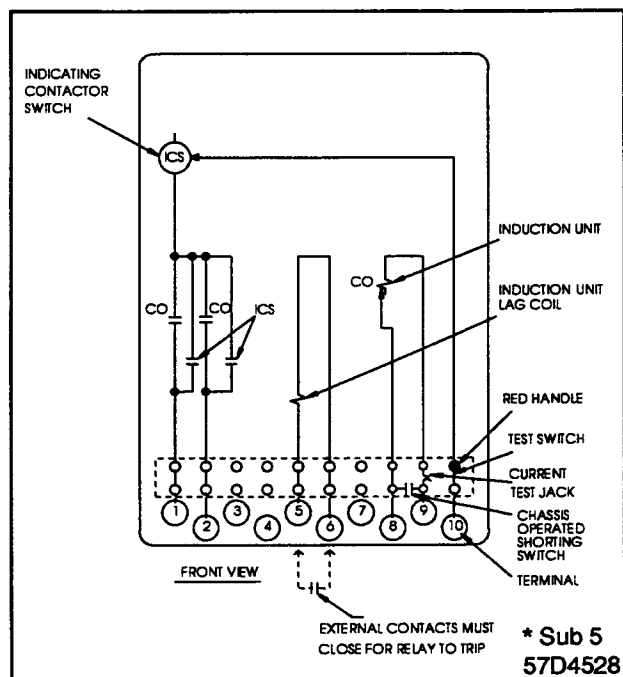 INDICATING
CONTACTOR
SWITCH
ICS
INDUCTION UNIT
CO
INDUCTION UNIT
LAG COIL
CO
CO
ICS
RED HANDLE
TEST SWITCH
CURRENT
TEST JACK
1
2
3
4
5
6
7
8
9
10
CHASSIS
OPERATED
SHORTING
SWITCH
TERMINAL
FRONT VIEW
EXTERNAL CONTACTS MUST
CLOSE FOR RELAY TO TRIP
* Sub 5
57D4528